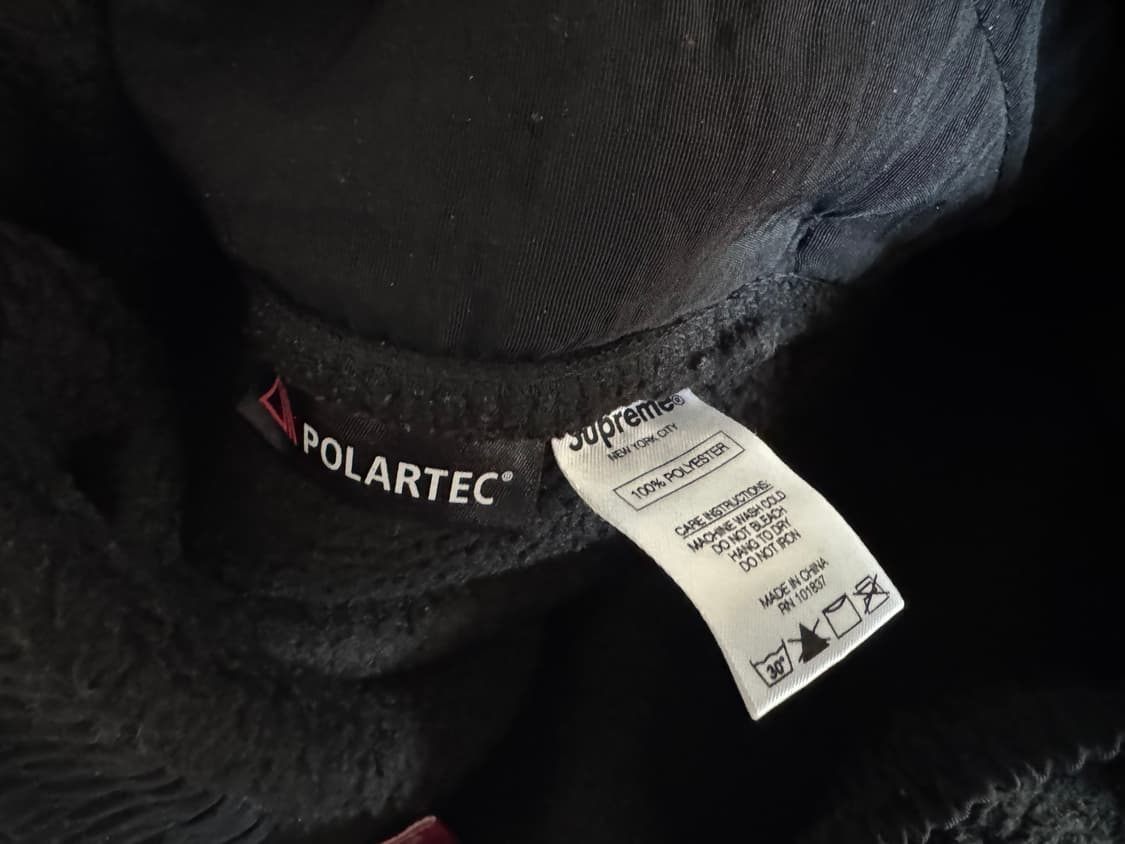 POLARTEC®
Supreme®
NEW YORK CITY
100% POLYESTER
CARE INSTRUCTIONS:
MACHINE WASH COLD
DO NOT BLEACH
HANG TO DRY
DO NOT IRON
MADE IN CHINA
RN 101837
30°